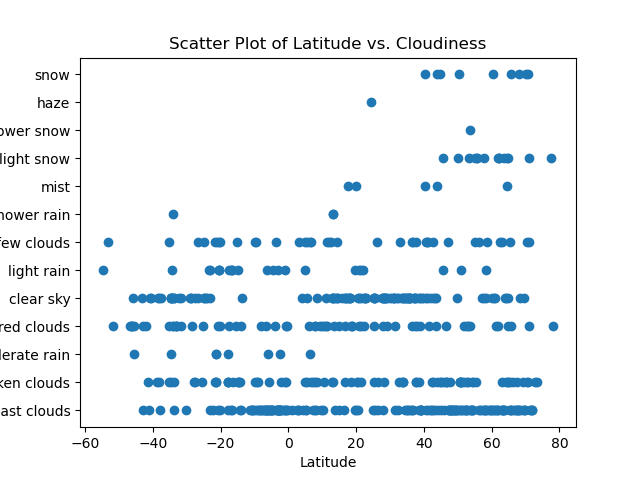 Scatter Plot of Latitude vs. Cloudiness
snow
haze
ower snow
light snow
mist
hower rain
few clouds
light rain
clear sky
red clouds
derate rain
ken clouds
ast clouds
−60 −40 −20 0 20 40 60 80
Latitude